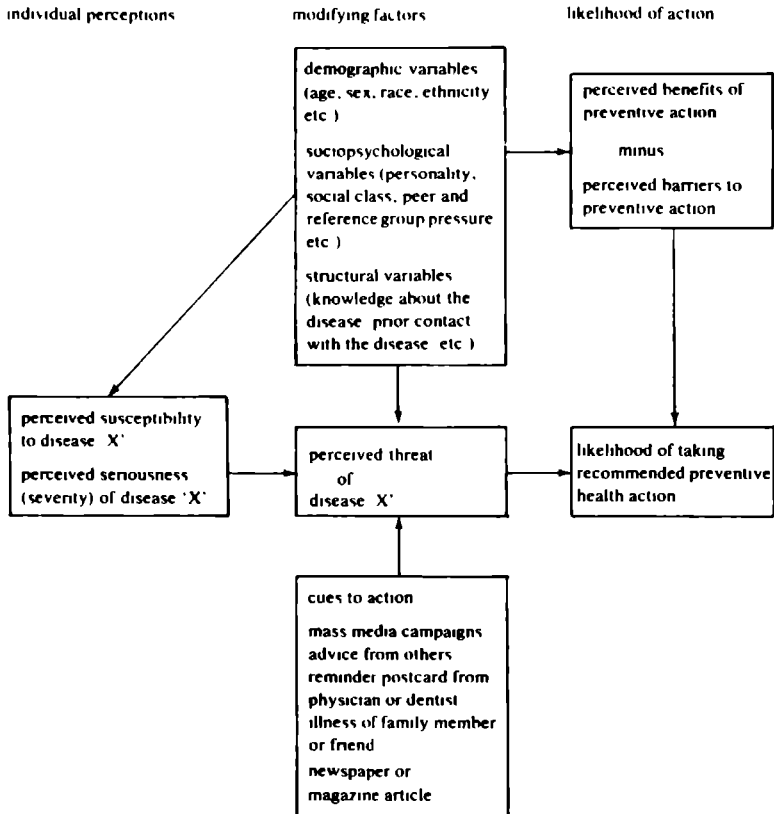 individual perceptions
modifying factors
likelihood of action
demographic variables
(age, sex, race, ethnicity
etc )
sociopsychological
variables (personality,
social class, peer and
reference group pressure
etc )
structural variables
(knowledge about the
disease prior contact
with the disease etc )
perceived benefits of
preventive action
minus
perceived barriers to
preventive action
perceived susceptibility
to disease X'
perceived seriousness
(severity) of disease 'X'
perceived threat
of
disease X'
likelihood of taking
recommended preventive
health action
cues to action
mass media campaigns
advice from others
reminder postcard from
physician or dentist
illness of family member
or friend
newspaper or
magazine article